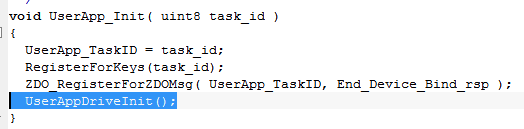 void UserApp_Init( uint8 task_id )
{
UserApp_TaskID = task_id;
RegisterForKeys(task_id);
ZDO_RegisterForZDOMsg( UserApp_TaskID, End_Device_Bind_rsp );
UserAppDriveInit();
}